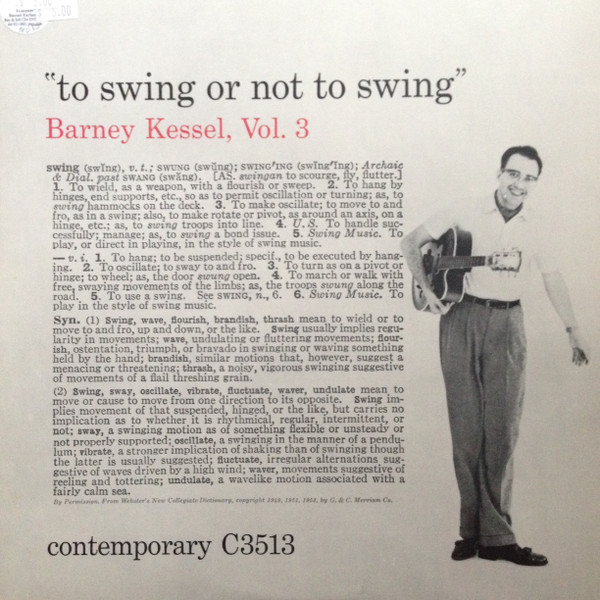 "to swing or not to swing"
Barney Kessel, Vol. 3
swing (swĭng), v. t.; SWUNG (swŭng); SWING'ING (swĭng'ĭng); Archaic
& Dial. past SWANG (swăng). [AS. swingan to scourge, fly, flutter.]
1. To wield, as a weapon, with a flourish or sweep. 2. To hang by
hinges, end supports, etc., so as to permit oscillation or turning; as, to
swing hammocks on the deck. 3. To make oscillate; to move to and
fro, as in a swing; also, to make rotate or pivot, as around an axis, on a
hinge, etc.; as, to swing troops into line. 4. U. S. To handle suc-
cessfully; manage; as, to swing a bond issue. 5. Swing Music. To
play, or direct in playing, in the style of swing music.
— v. i. 1. To hang; to be suspended; specif., to be executed by hang-
ing. 2. To oscillate; to sway to and fro. 3. To turn as on a pivot or
hinge; to wheel; as, the door swung open. 4. To march or walk with
free, swaying movements of the limbs; as, the troops swung along the
road. 5. To use a swing. See SWING, n., 6. 6. Swing Music. To
play in the style of swing music.
Syn. (1) Swing, wave, flourish, brandish, thrash mean to wield or to
move to and fro, up and down, or the like. Swing usually implies regu-
larity in movements; wave, undulating or fluttering movements; flour-
ish, ostentation, triumph, or bravado in swinging or waving something
held by the hand; brandish, similar motions that, however, suggest a
menacing or threatening; thrash, a noisy, vigorous swinging suggestive
of movements of a flail threshing grain.
(2) Swing, sway, oscillate, vibrate, fluctuate, waver, undulate mean to
move or cause to move from one direction to its opposite. Swing im-
plies movement of that suspended, hinged, or the like, but carries no
implication as to whether it is rhythmical, regular, intermittent, or
not; sway, a swinging motion as of something flexible or unsteady or
not properly supported; oscillate, a swinging in the manner of a pendu-
lum; vibrate, a stronger implication of shaking than of swinging though
the latter is usually suggested; fluctuate, irregular alternations sug-
gestive of waves driven by a high wind; waver, movements suggestive of
reeling and tottering; undulate, a wavelike motion associated with a
fairly calm sea.
By Permission. From Webster's New Collegiate Dictionary, copyright 1949, 1951, 1953, by G. & C. Merriam Co.
contemporary C3513